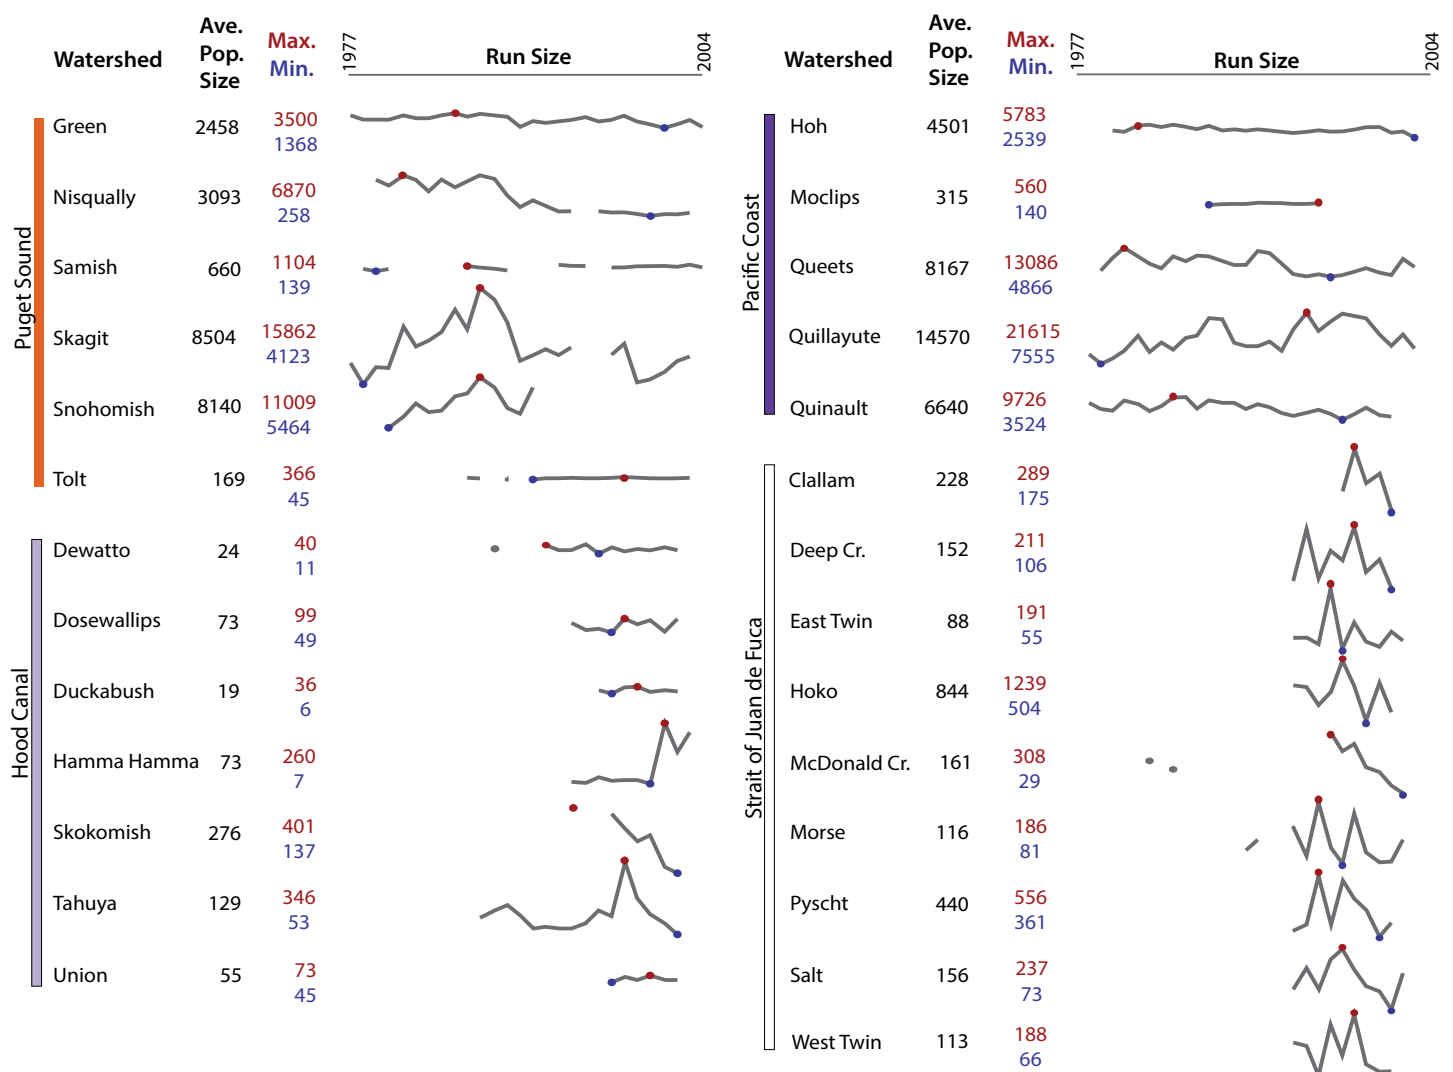 Watershed
Ave.
Pop.
Size
Max.
Min.
1977
Run Size
2004
Puget Sound
Green 2458 3500
1368
Nisqually 3093 6870
258
Samish 660 1104
139
Skagit 8504 15862
4123
Snohomish 8140 11009
5464
Tolt 169 366
45
Hood Canal
Dewatto 24 40
11
Dosewallips 73 99
49
Duckabush 19 36
6
Hamma Hamma 73 260
7
Skokomish 276 401
137
Tahuya 129 346
53
Union 55 73
45
Watershed
Ave.
Pop.
Size
Max.
Min.
1977
Run Size
2004
Pacific Coast
Hoh 4501 5783
2539
Moclips 315 560
140
Queets 8167 13086
4866
Quillayute 14570 21615
7555
Quinault 6640 9726
3524
Strait of Juan de Fuca
Clallam 228 289
175
Deep Cr. 152 211
106
East Twin 88 191
55
Hoko 844 1239
504
McDonald Cr. 161 308
29
Morse 116 186
81
Pyscht 440 556
361
Salt 156 237
73
West Twin 113 188
66